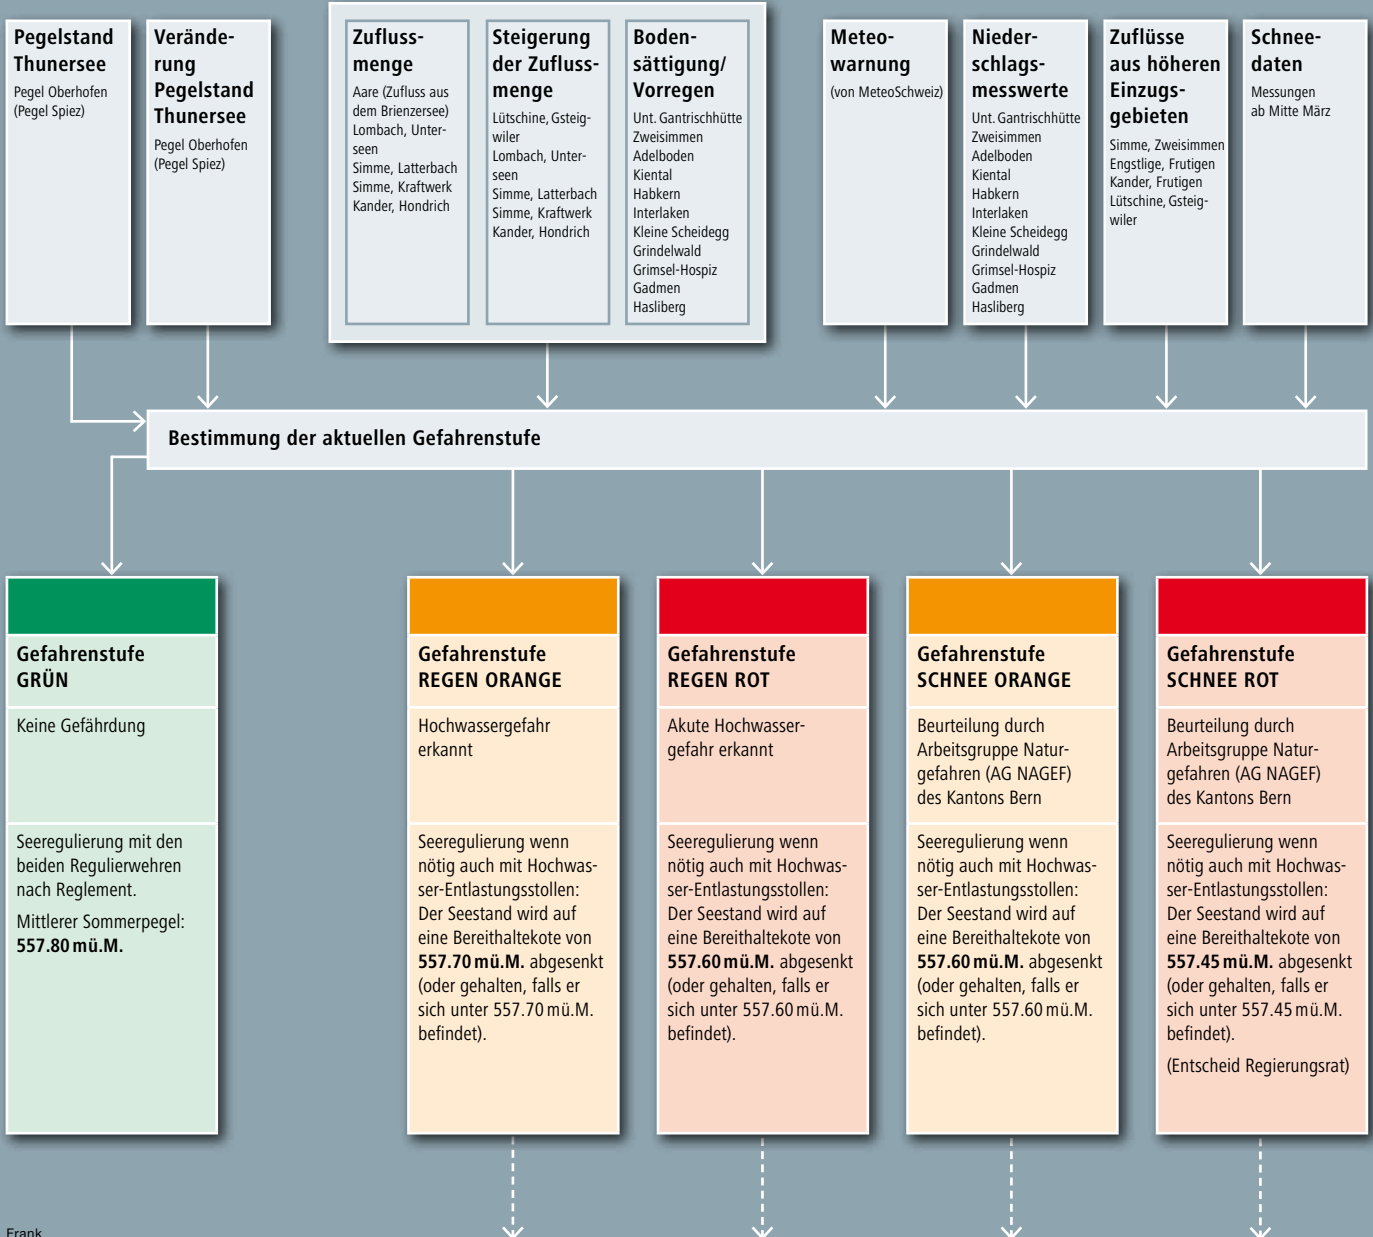 Pegelstand
Thunersee
Pegel Oberhofen
(Pegel Spiez)
Verände-
rung
Pegelstand
Thunersee
Pegel Oberhofen
(Pegel Spiez)
Zufluss-
menge
Aare (Zufluss aus
dem Brienzersee)
Lombach, Unter-
seen
Simme, Latterbach
Simme, Kraftwerk
Kander, Hondrich
Steigerung
der Zufluss-
menge
Lütschine, Gsteig-
wiler
Lombach, Unter-
seen
Simme, Latterbach
Simme, Kraftwerk
Kander, Hondrich
Boden-
sättigung/
Vorregen
Unt. Gantrischhütte
Zweisimmen
Adelboden
Kiental
Habkern
Interlaken
Kleine Scheidegg
Grindelwald
Grimsel-Hospiz
Gadmen
Hasliberg
Meteo-
warnung
(von MeteoSchweiz)
Nieder-
schlags-
messwerte
Unt. Gantrischhütte
Zweisimmen
Adelboden
Kiental
Habkern
Interlaken
Kleine Scheidegg
Grindelwald
Grimsel-Hospiz
Gadmen
Hasliberg
Zuflüsse
aus höheren
Einzugs-
gebieten
Simme, Zweisimmen
Engstlige, Frutigen
Kander, Frutigen
Lütschine, Gsteig-
wiler
Schnee-
daten
Messungen
ab Mitte März
Bestimmung der aktuellen Gefahrenstufe
Gefahrenstufe
GRÜN
Keine Gefährdung
Seeregulierung mit den
beiden Regulierwehren
nach Reglement.
Mittlerer Sommerpegel:
557.80 mü.M.
Gefahrenstufe
REGEN ORANGE
Hochwassergefahr
erkannt
Seeregulierung wenn
nötig auch mit Hochwas-
ser-Entlastungsstollen:
Der Seestand wird auf
eine Bereithaltekote von
557.70 mü.M. abgesenkt
(oder gehalten, falls er
sich unter 557.70 mü.M.
befindet).
Gefahrenstufe
REGEN ROT
Akute Hochwasser-
gefahr erkannt
Seeregulierung wenn
nötig auch mit Hochwas-
ser-Entlastungsstollen:
Der Seestand wird auf
eine Bereithaltekote von
557.60 mü.M. abgesenkt
(oder gehalten, falls er
sich unter 557.60 mü.M.
befindet).
Gefahrenstufe
SCHNEE ORANGE
Beurteilung durch
Arbeitsgruppe Natur-
gefahren (AG NAGEF)
des Kantons Bern
Seeregulierung wenn
nötig auch mit Hochwas-
ser-Entlastungsstollen:
Der Seestand wird auf
eine Bereithaltekote von
557.60 mü.M. abgesenkt
(oder gehalten, falls er
sich unter 557.60 mü.M.
befindet).
Gefahrenstufe
SCHNEE ROT
Beurteilung durch
Arbeitsgruppe Natur-
gefahren (AG NAGEF)
des Kantons Bern
Seeregulierung wenn
nötig auch mit Hochwas-
ser-Entlastungsstollen:
Der Seestand wird auf
eine Bereithaltekote von
557.45 mü.M. abgesenkt
(oder gehalten, falls er
sich unter 557.45 mü.M.
befindet).
(Entscheid Regierungsrat)
Frank